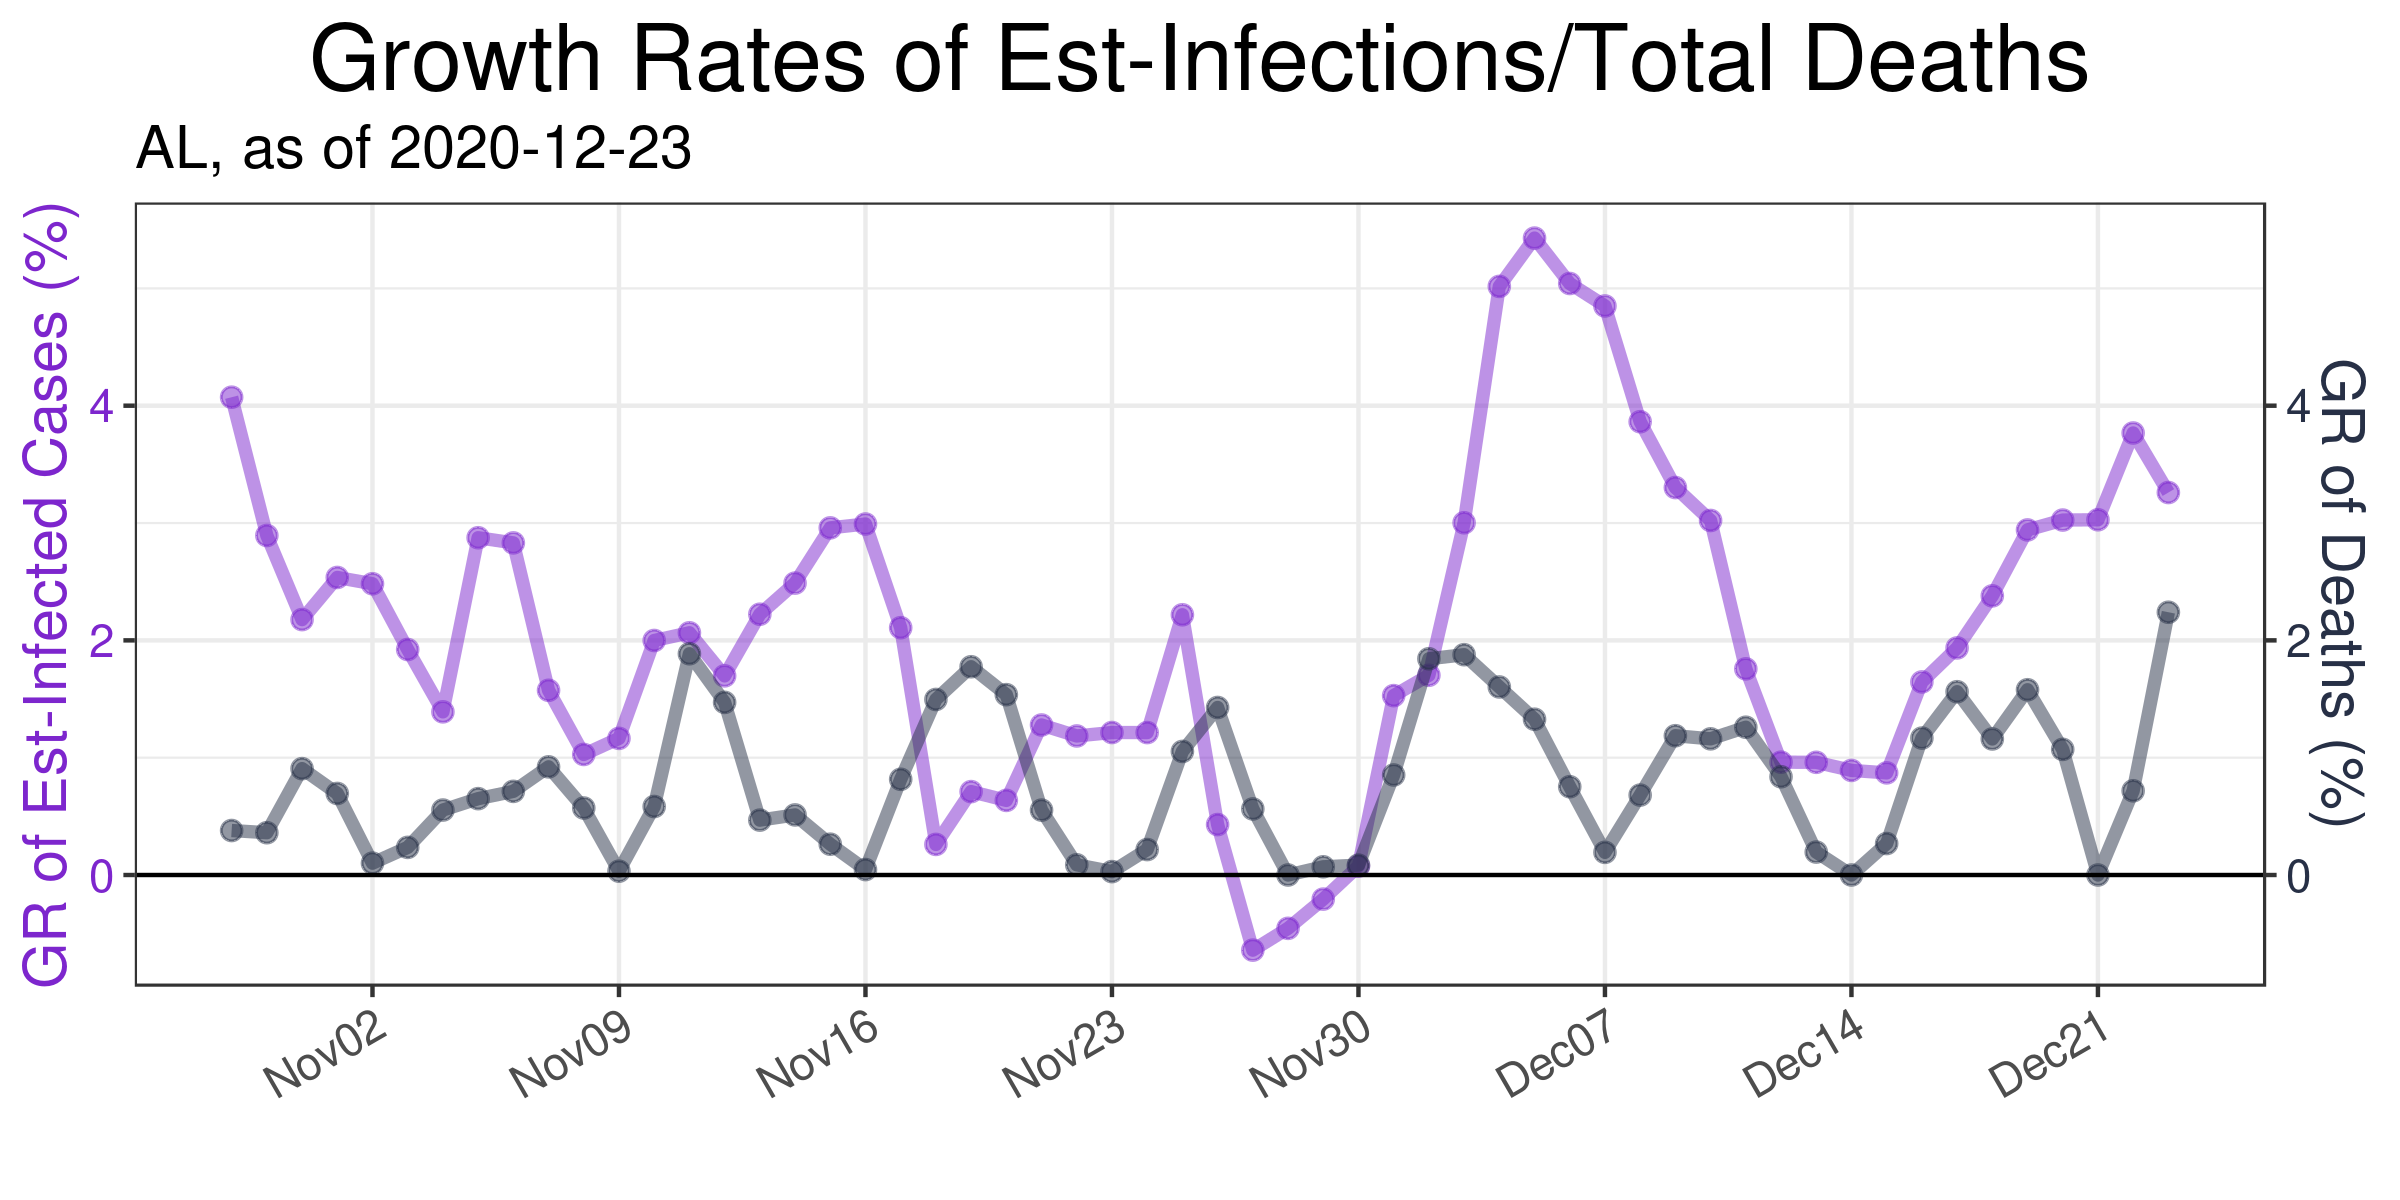 Growth Rates of Est-Infections/Total Deaths
AL, as of 2020-12-23
GR of Est-Infected Cases (%)
4
2
0
4
2
0
GR of Deaths (%)
Nov02
Nov09
Nov16
Nov23
Nov30
Dec07
Dec14
Dec21